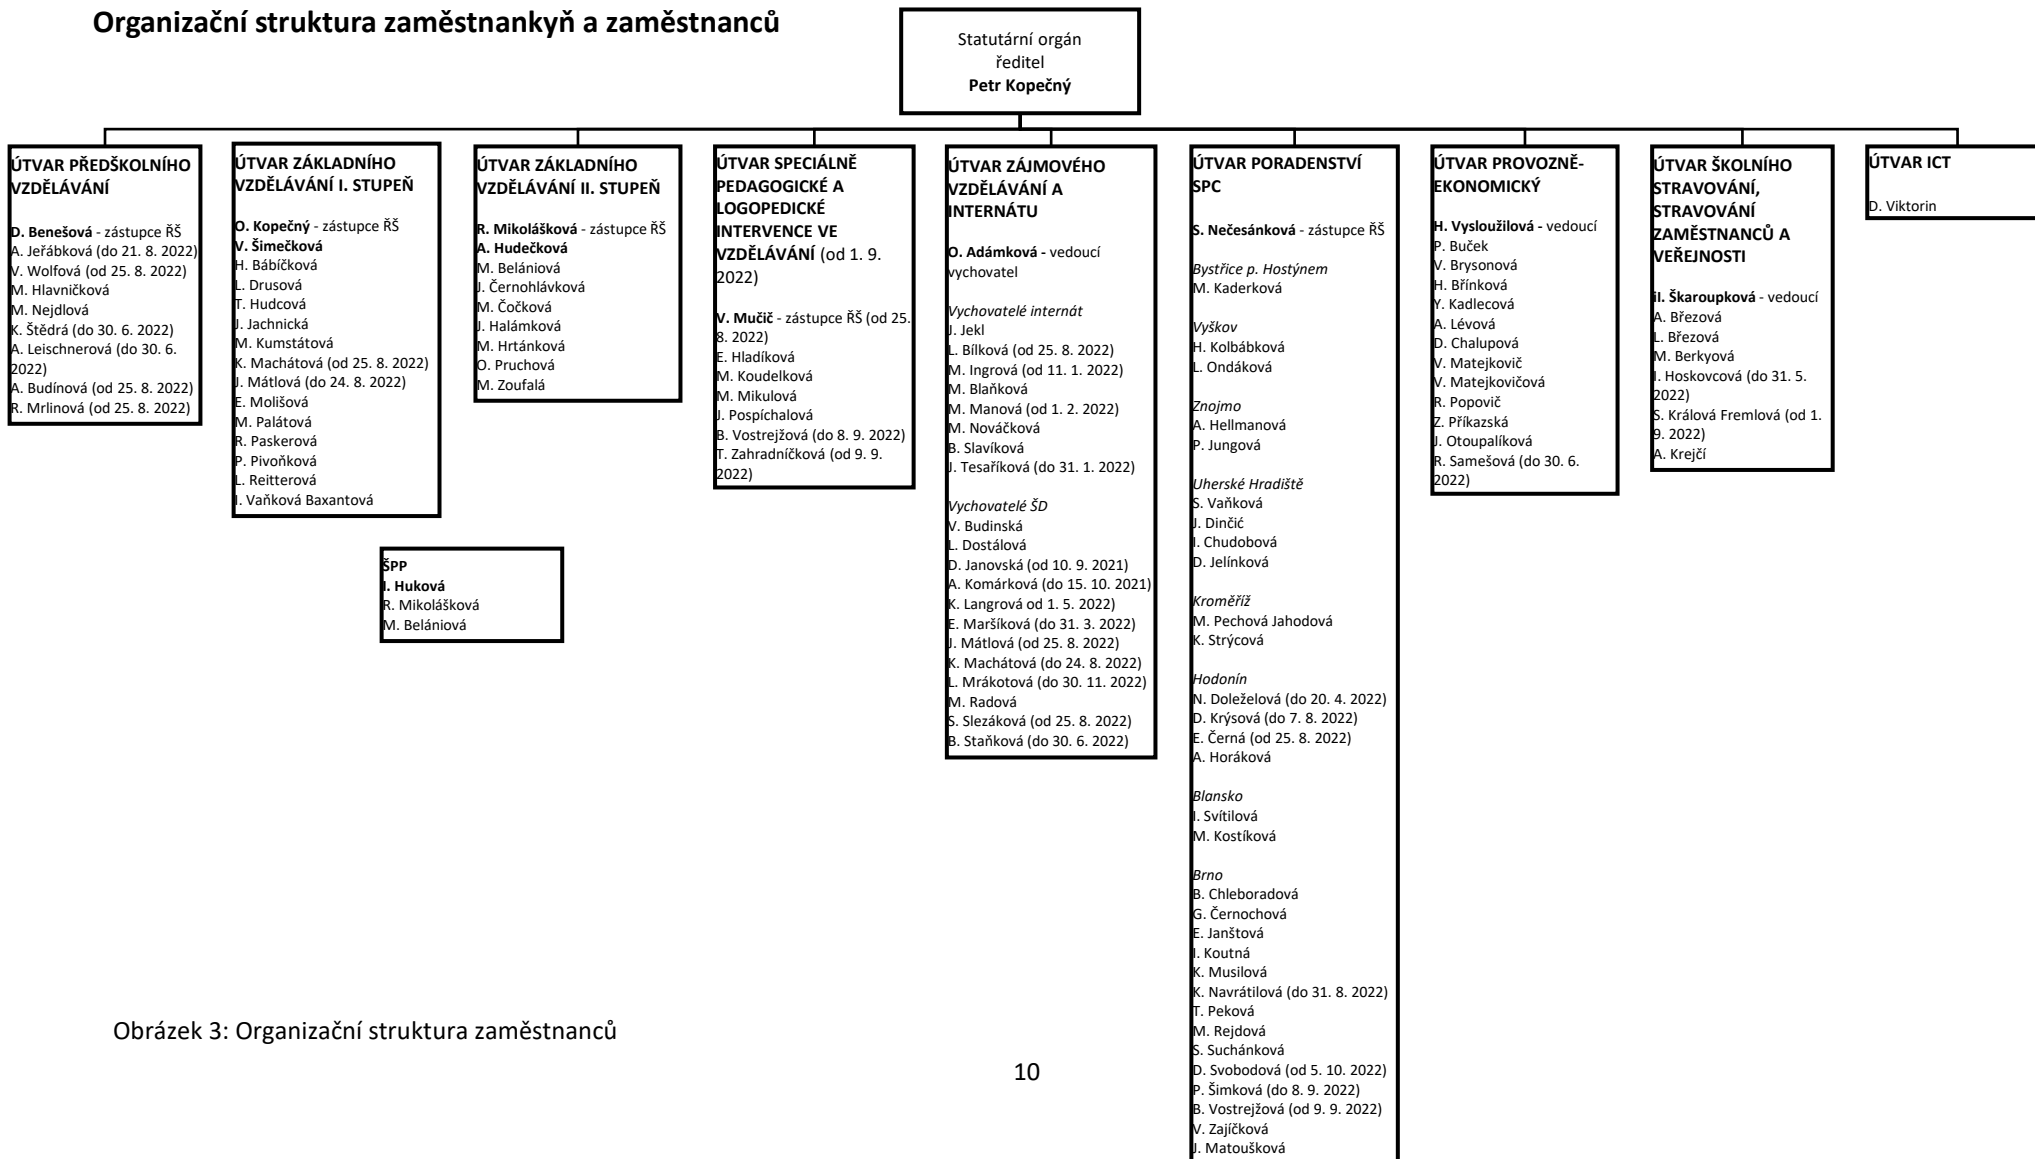 Organizační struktura zaměstnankyň a zaměstnanců
Statutární orgán
ředitel
Petr Kopečný
ÚTVAR PŘEDŠKOLNÍHO
VZDĚLÁVÁNÍ
D. Benešová - zástupce ŘŠ
A. Jeřábková (do 21. 8. 2022)
V. Wolfová (od 25. 8. 2022)
M. Hlavničková
M. Nejdlová
K. Štědrá (do 30. 6. 2022)
A. Leischnerová (do 30. 6.
2022)
A. Budínová (od 25. 8. 2022)
R. Mrlinová (od 25. 8. 2022)
ÚTVAR ZÁKLADNÍHO
VZDĚLÁVÁNÍ I. STUPEŇ
O. Kopečný - zástupce ŘŠ
V. Šimečková
H. Bábíčková
L. Drusová
T. Hudcová
J. Jachnická
M. Kumstátová
K. Machátová (od 25. 8. 2022)
J. Mátlová (do 24. 8. 2022)
E. Molišová
M. Palátová
R. Paskerová
P. Pivoňková
L. Reitterová
I. Vaňková Baxantová
ÚTVAR ZÁKLADNÍHO
VZDĚLÁVÁNÍ II. STUPEŇ
R. Mikolášková - zástupce ŘŠ
A. Hudečková
M. Belániová
J. Černohlávková
M. Čočková
J. Halámková
M. Hrtánková
O. Pruchová
M. Zoufalá
ŠPP
I. Huková
R. Mikolášková
M. Belániová
ÚTVAR SPECIÁLNĚ
PEDAGOGICKÉ A
LOGOPEDICKÉ
INTERVENCE VE
VZDĚLÁVÁNÍ (od 1. 9.
2022)
V. Mučič - zástupce ŘŠ (od 25.
8. 2022)
E. Hladíková
M. Koudelková
M. Mikulová
J. Pospíchalová
B. Vostrejžová (do 8. 9. 2022)
T. Zahradníčková (od 9. 9.
2022)
ÚTVAR ZÁJMOVÉHO
VZDĚLÁVÁNÍ A
INTERNÁTU
O. Adámková - vedoucí
vychovatel
Vychovatelé internát
J. Jekl
L. Bílková (od 25. 8. 2022)
M. Ingrová (od 11. 1. 2022)
M. Blaňková
M. Manová (od 1. 2. 2022)
M. Nováčková
B. Slavíková
J. Tesaříková (do 31. 1. 2022)
Vychovatelé ŠD
V. Budinská
L. Dostálová
D. Janovská (od 10. 9. 2021)
A. Komárková (do 15. 10. 2021)
K. Langrová od 1. 5. 2022)
E. Maršíková (do 31. 3. 2022)
J. Mátlová (od 25. 8. 2022)
K. Machátová (do 24. 8. 2022)
L. Mrákotová (do 30. 11. 2022)
M. Radová
S. Slezáková (od 25. 8. 2022)
B. Staňková (do 30. 6. 2022)
ÚTVAR PORADENSTVÍ
SPC
S. Nečesánková - zástupce ŘŠ
Bystřice p. Hostýnem
M. Kaderková
Vyškov
H. Kolbábková
L. Ondáková
Znojmo
A. Hellmanová
P. Jungová
Uherské Hradiště
S. Vaňková
J. Dinčić
I. Chudobová
D. Jelínková
Kroměříž
M. Pechová Jahodová
K. Strýcová
Hodonín
N. Doleželová (do 20. 4. 2022)
D. Krýsová (do 7. 8. 2022)
E. Černá (od 25. 8. 2022)
A. Horáková
Blansko
I. Svítilová
M. Kostíková
Brno
B. Chleboradová
G. Černochová
E. Janštová
I. Koutná
K. Musilová
K. Navrátilová (do 31. 8. 2022)
T. Peková
M. Rejdová
S. Suchánková
D. Svobodová (od 5. 10. 2022)
P. Šimková (do 8. 9. 2022)
B. Vostrejžová (od 9. 9. 2022)
V. Zajíčková
J. Matoušková
ÚTVAR PROVOZNĚ-
EKONOMICKÝ
H. Vysloužilová - vedoucí
P. Buček
V. Brysonová
H. Břínková
Y. Kadlecová
A. Lévová
D. Chalupová
V. Matejkovič
V. Matejkovičová
R. Popovič
Z. Příkazská
J. Otoupalíková
R. Samešová (do 30. 6.
2022)
ÚTVAR ŠKOLNÍHO
STRAVOVÁNÍ,
STRAVOVÁNÍ
ZAMĚSTNANCŮ A
VEŘEJNOSTI
iI. Škaroupková - vedoucí
A. Březová
L. Březová
M. Berkyová
I. Hoskovcová (do 31. 5.
2022)
S. Králová Fremlová (od 1.
9. 2022)
A. Krejčí
ÚTVAR ICT
D. Viktorin
Obrázek 3: Organizační struktura zaměstnanců
10